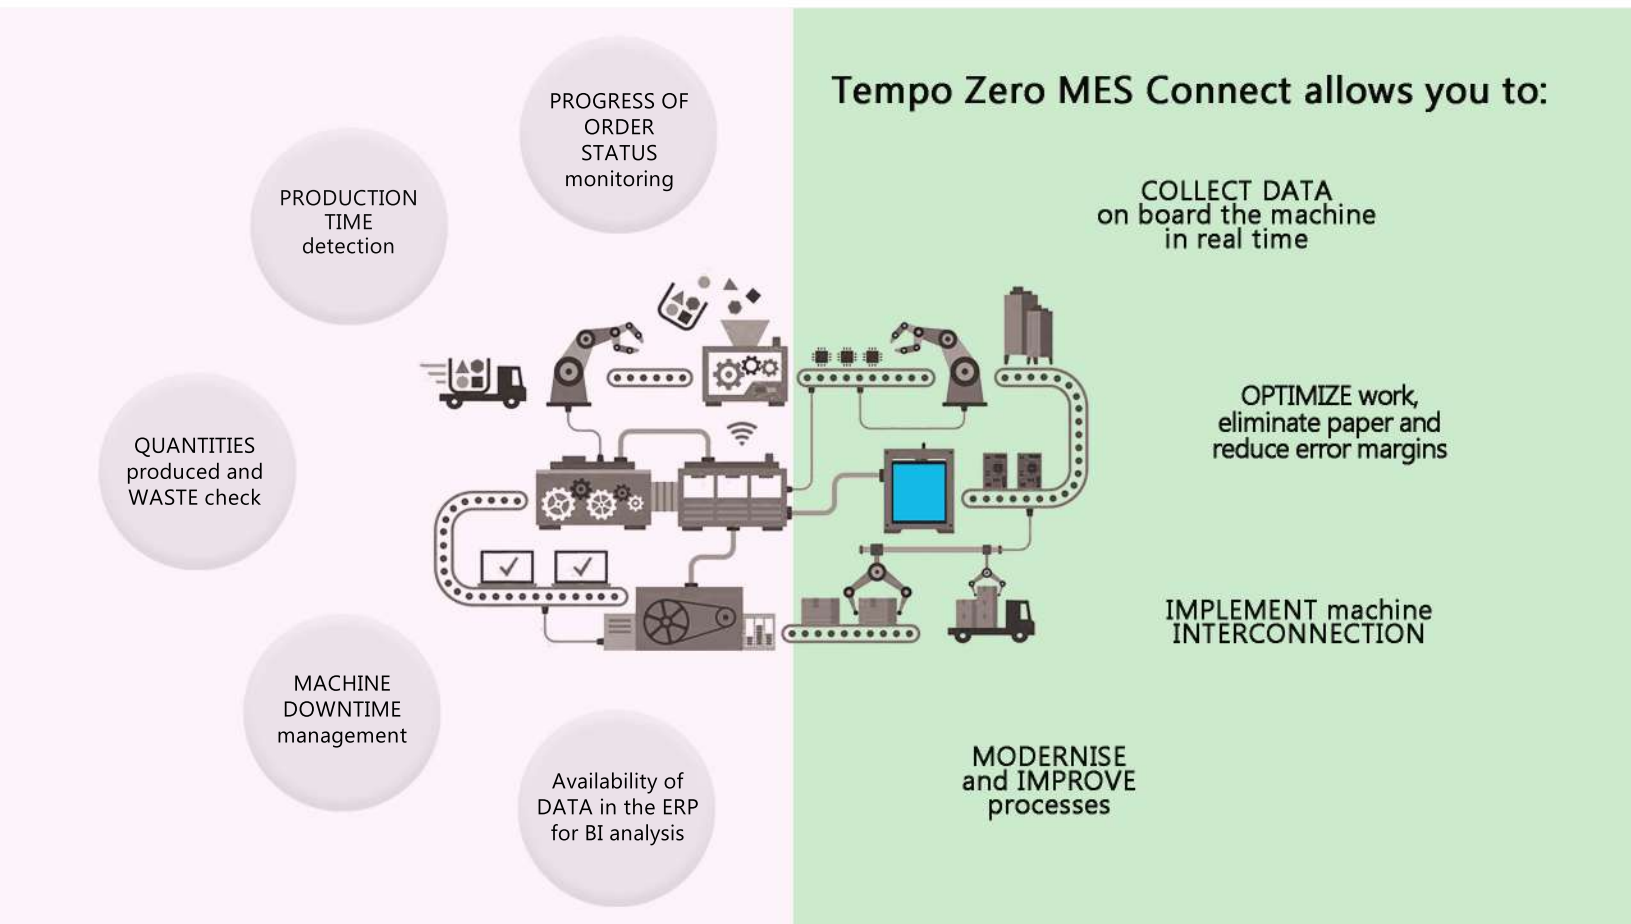 PROGRESS OF
ORDER
STATUS
monitoring
PRODUCTION
TIME
detection
QUANTITIES
produced and
WASTE check
MACHINE
DOWNTIME
management
Availability of
DATA in the ERP
for BI analysis
Tempo Zero MES Connect allows you to:
COLLECT DATA
on board the machine
in real time
OPTIMIZE work,
eliminate paper and
reduce error margins
IMPLEMENT machine
INTERCONNECTION
MODERNISE
and IMPROVE
processes